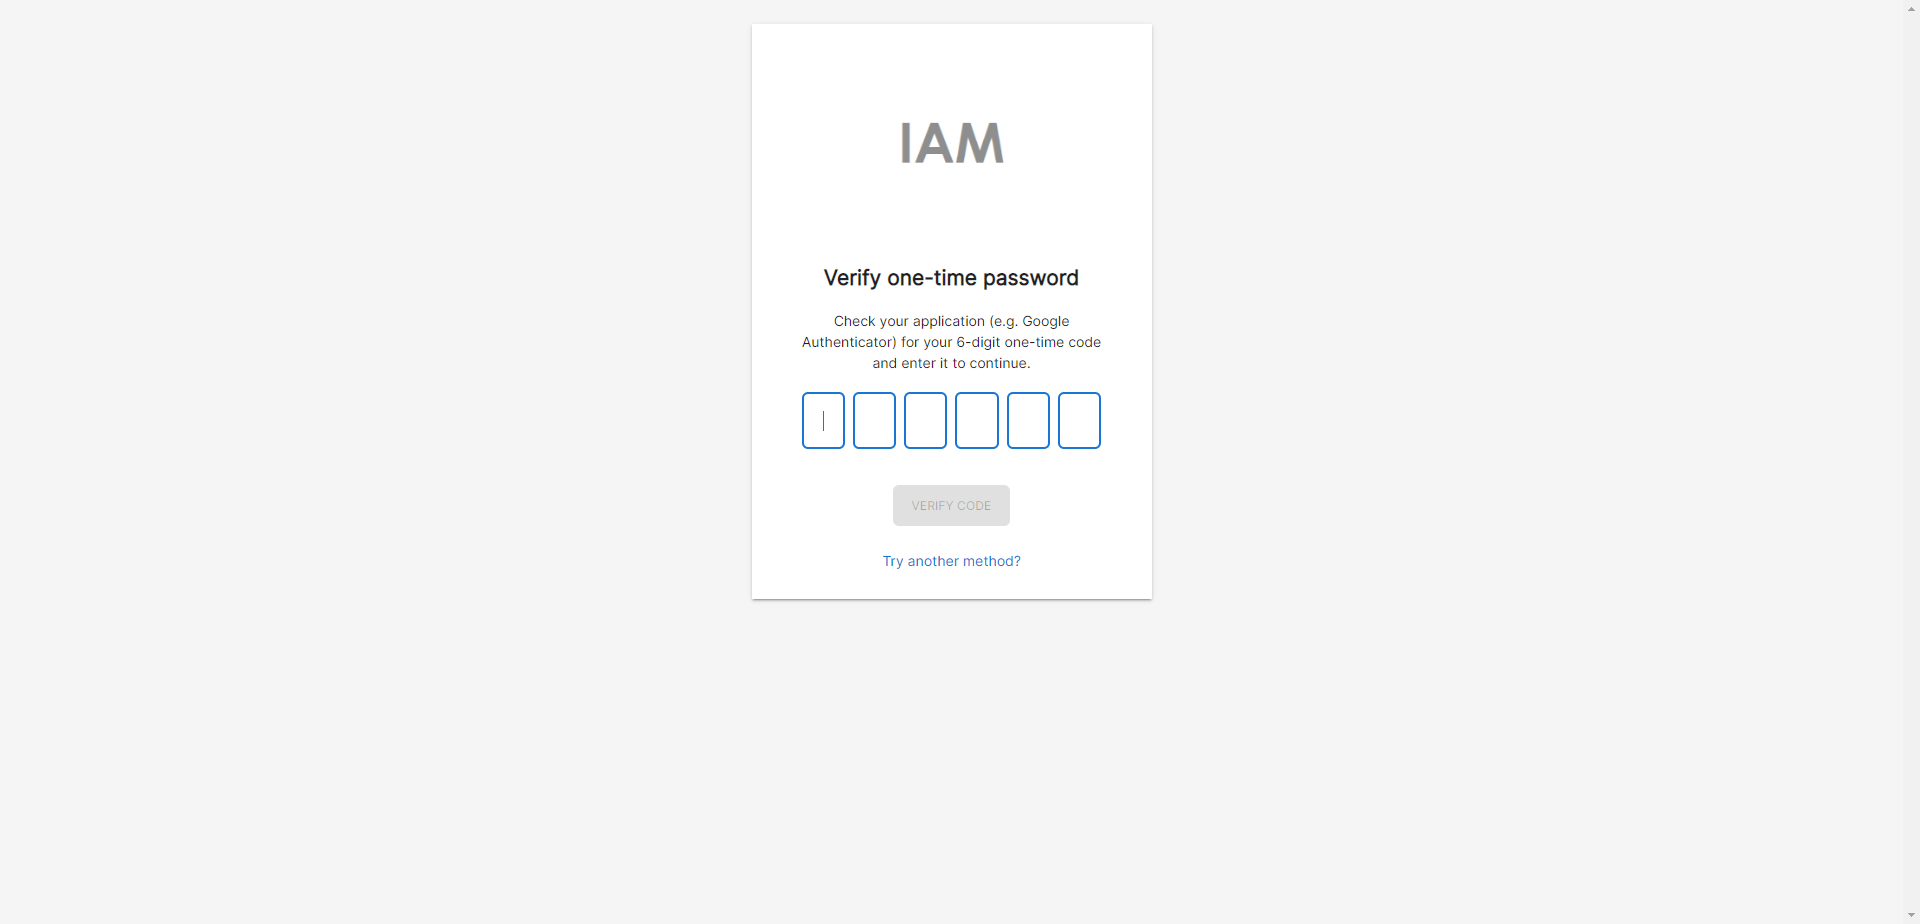 IAM
Verify one-time password
Check your application (e.g. Google
Authenticator) for your 6-digit one-time code
and enter it to continue.
VERIFY CODE
Try another method?